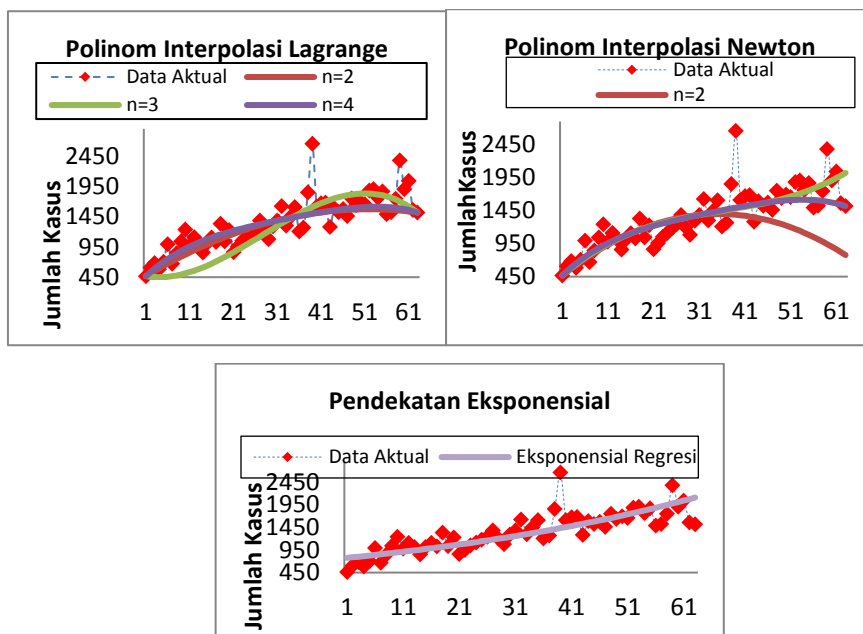 Polinom Interpolasi Lagrange
Data Aktual
n=2
n=3
n=4
Jumlah Kasus
2450
1950
1450
950
450
1 11 21 31 41 51 61
Polinom Interpolasi Newton
Data Aktual
n=2
JumlahKasus
2450
1950
1450
950
450
1 11 21 31 41 51 61
Pendekatan Eksponensial
Data Aktual
Eksponensial Regresi
Jumlah Kasus
2450
1950
1450
950
450
1 11 21 31 41 51 61